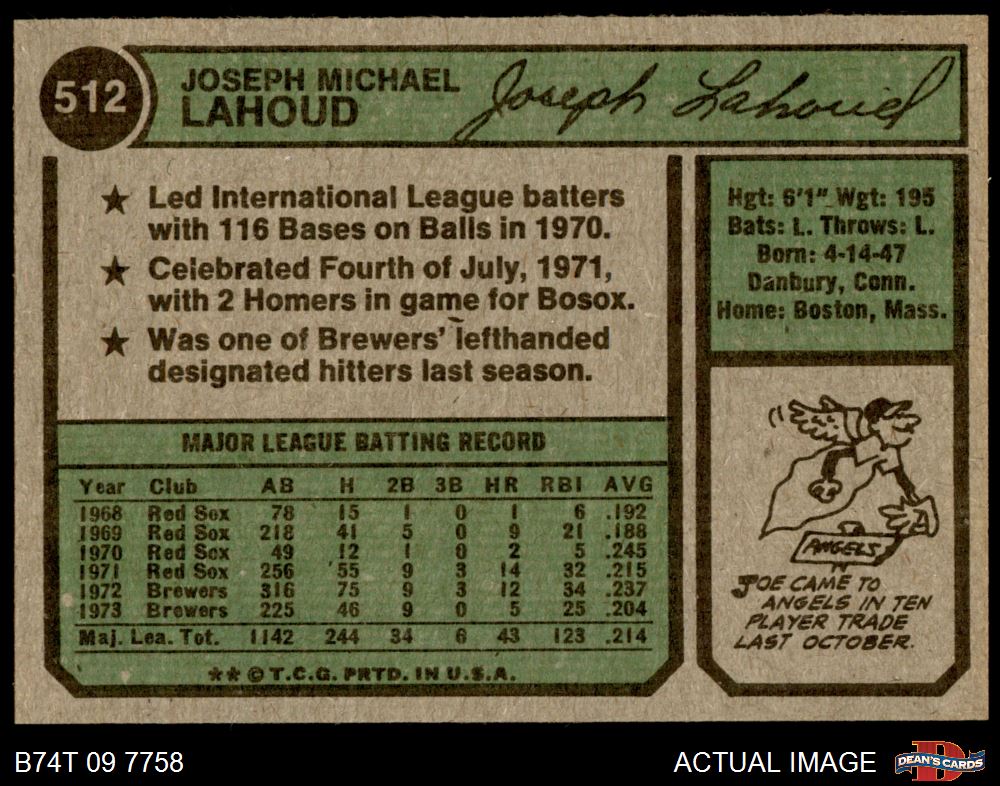 512
JOSEPH MICHAEL
LAHOUD
Joseph Lahoud
★ Led International League batters
with 116 Bases on Balls in 1970.
★ Celebrated Fourth of July, 1971,
with 2 Homers in game for Bosox.
★ Was one of Brewers' lefthanded
designated hitters last season.
Hgt: 6'1" Wgt: 195
Bats: L. Throws: L.
Born: 4-14-47
Danbury, Conn.
Home: Boston, Mass.
MAJOR LEAGUE BATTING RECORD
Year Club AB H 2B 3B HR RBI AVG
1968 Red Sox 78 15 1 0 1 6 .192
1969 Red Sox 218 41 5 0 9 21 .188
1970 Red Sox 49 12 1 0 2 5 .245
1971 Red Sox 256 55 9 3 14 32 .215
1972 Brewers 316 75 9 3 12 34 .237
1973 Brewers 225 46 9 0 5 25 .204
Maj. Lea. Tot. 1142 244 34 6 43 123 .214
**©T.C.G. PRTD. IN U.S.A.
ANGELS
JOE CAME TO
ANGELS IN TEN
PLAYER TRADE
LAST OCTOBER.
B74T 09 7758
ACTUAL IMAGE
D
DEAN'S CARDS